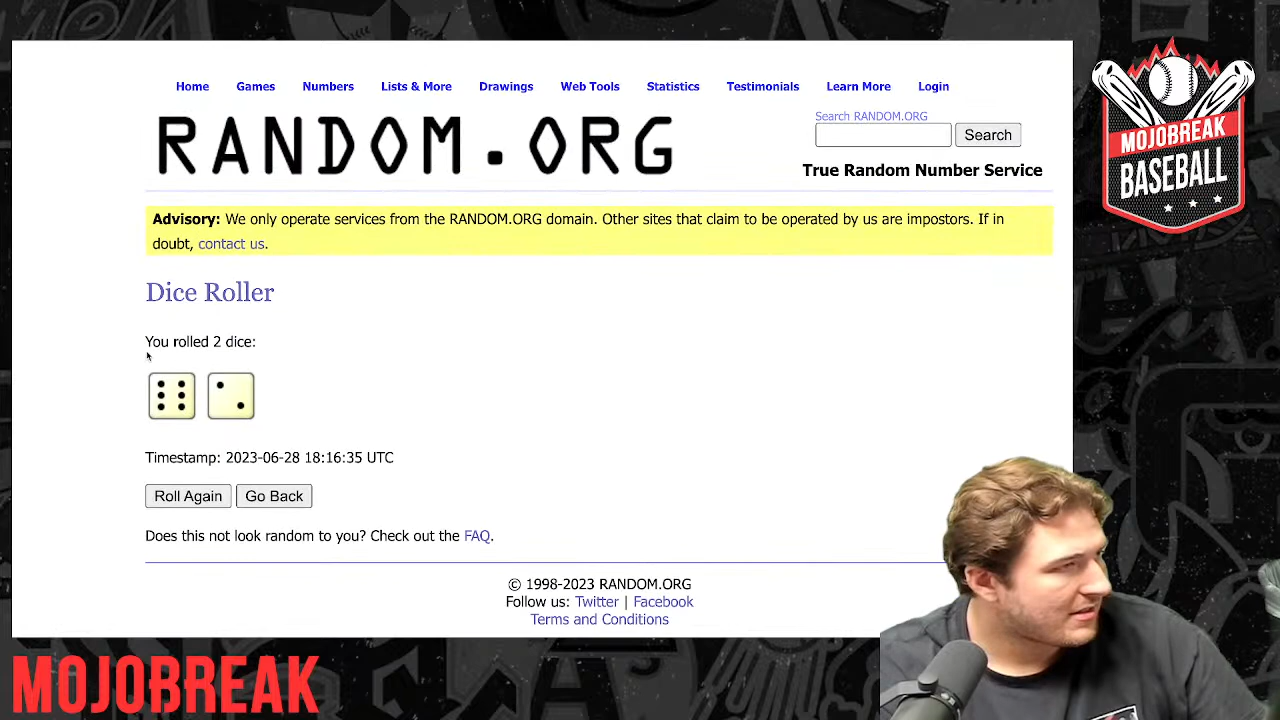 Home Games Numbers Lists & More Drawings Web Tools Statistics Testimonials Learn More Login
RANDOM.ORG
Search RANDOM.ORG
Search
True Random Number Service
Advisory: We only operate services from the RANDOM.ORG domain. Other sites that claim to be operated by us are impostors. If in
doubt, contact us.
Dice Roller
You rolled 2 dice:
Timestamp: 2023-06-28 18:16:35 UTC
Roll Again Go Back
Does this not look random to you? Check out the FAQ.
© 1998-2023 RANDOM.ORG
Follow us: Twitter | Facebook
Terms and Conditions
MOJOBREAK
BASEBALL
MOJOBREAK